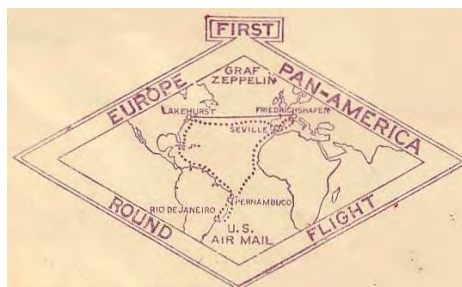 FIRST
EUROPE
PAN-AMERICA
GRAF
ZEPPELIN
LAKEHURST
FRIEDRICHSHAFEN
SEVILLE
PERNAMBUCO
RIO DE JANEIRO
U.S.
AIR MAIL
ROUND
FLIGHT